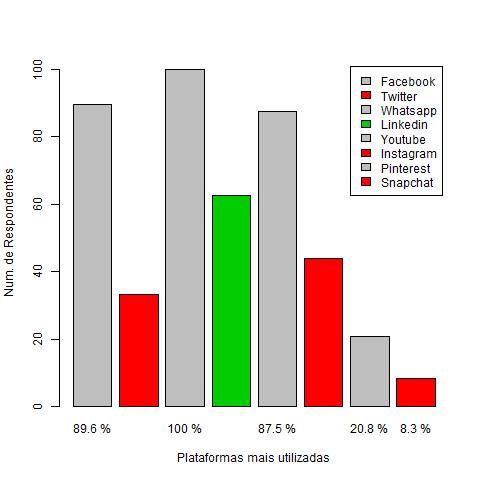 Num. de Respondentes
100
80
60
40
20
0
Facebook
Twitter
Whatsapp
Linkedin
Youtube
Instagram
Pinterest
Snapchat
89.6 % 100 % 87.5 % 20.8 % 8.3 %
Plataformas mais utilizadas